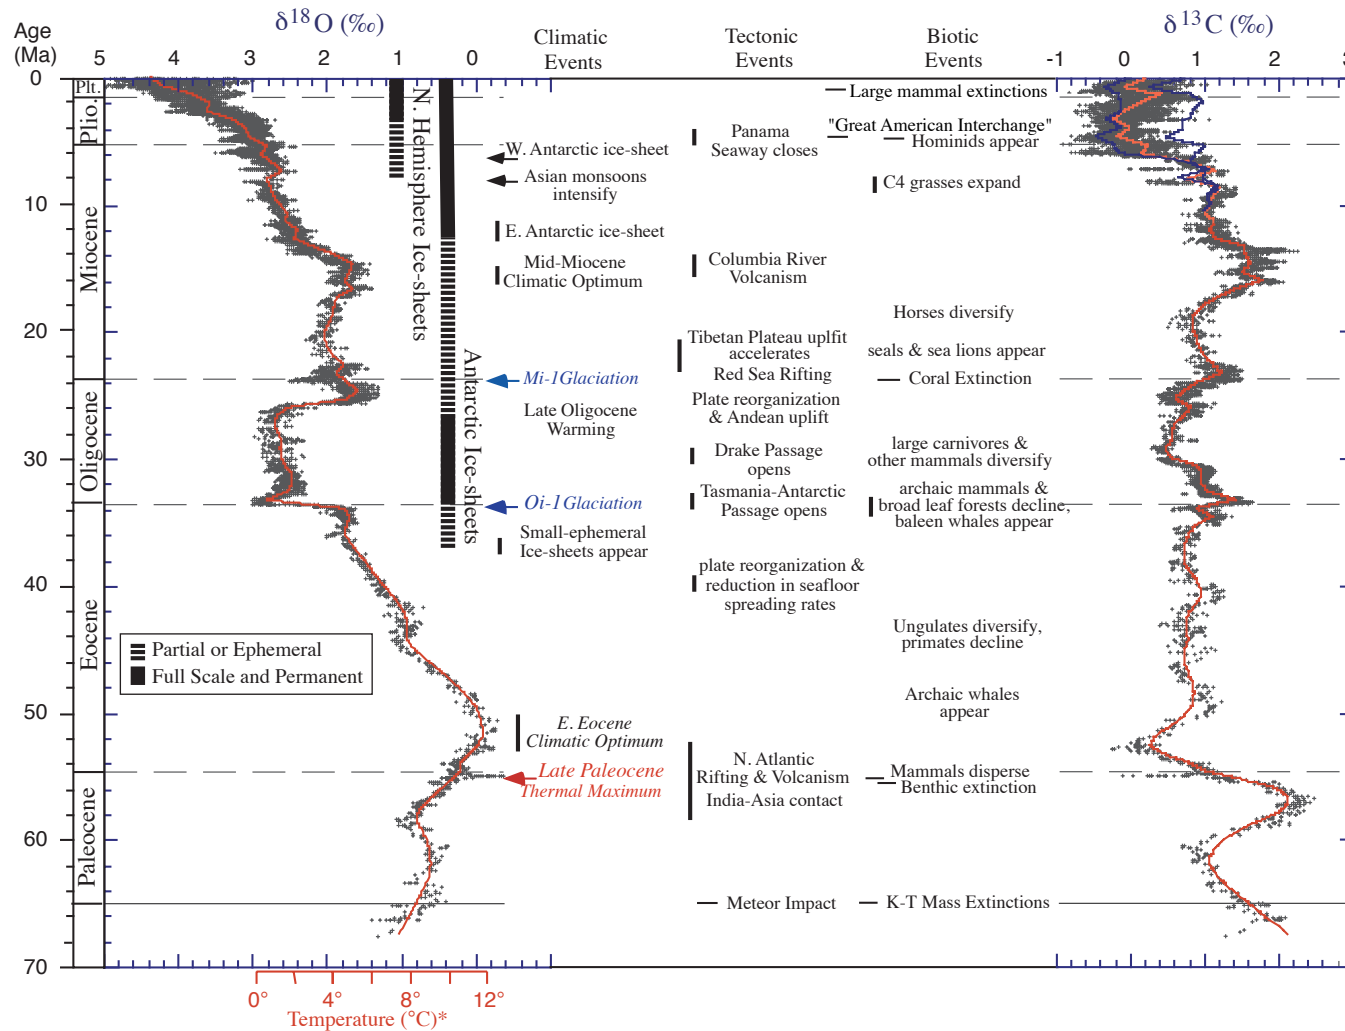 δ18O (‰)
δ13C (‰)
Age
(Ma)
Climatic
Events
Tectonic
Events
Biotic
Events
5 4 3 2 1 0
-1 0 1 2 3
0
10
20
30
40
50
60
70
Plt.
Plio.
Miocene
Oligocene
Eocene
Paleocene
N. Hemisphere Ice-sheets
Antarctic Ice-sheets
Partial or Ephemeral
Full Scale and Permanent
W. Antarctic ice-sheet
Asian monsoons
intensify
E. Antarctic ice-sheet
Mid-Miocene
Climatic Optimum
Mi-1Glaciation
Late Oligocene
Warming
Oi-1Glaciation
Small-ephemeral
Ice-sheets appear
E. Eocene
Climatic Optimum
Late Paleocene
Thermal Maximum
Panama
Seaway closes
Columbia River
Volcanism
Tibetan Plateau uplfit
accelerates
Red Sea Rifting
Plate reorganization
& Andean uplift
Drake Passage
opens
Tasmania-Antarctic
Passage opens
plate reorganization &
reduction in seafloor
spreading rates
N. Atlantic
Rifting & Volcanism
India-Asia contact
Meteor Impact
Large mammal extinctions
"Great American Interchange"
Hominids appear
C4 grasses expand
Horses diversify
seals & sea lions appear
Coral Extinction
large carnivores &
other mammals diversify
archaic mammals &
broad leaf forests decline,
baleen whales appear
Ungulates diversify,
primates decline
Archaic whales
appear
Mammals disperse
Benthic extinction
K-T Mass Extinctions
0° 4° 8° 12°
Temperature (°C)*